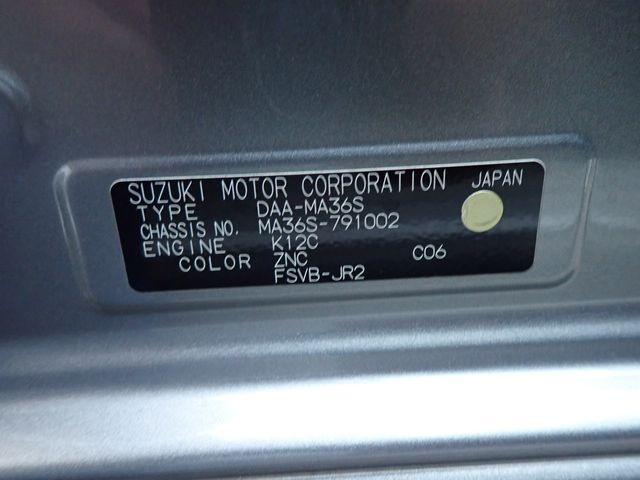 SUZUKI MOTOR CORPORATION JAPAN
TYPE DAA-MA36S
CHASSIS NO. MA36S-791002
ENGINE K12C
COLOR ZNC C06
FSVB-JR2